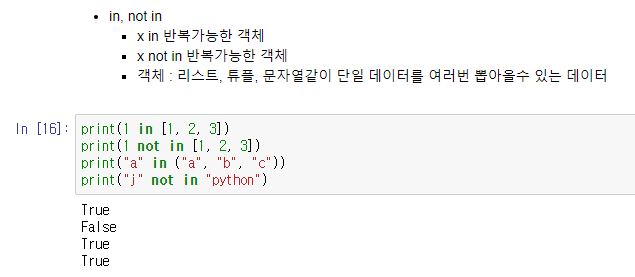 in, not in
x in 반복가능한 객체
x not in 반복가능한 객체
객체 : 리스트, 튜플, 문자열같이 단일 데이터를 여러번 뽑아올수 있는 데이터
In [16]: print(1 in [1, 2, 3])
print(1 not in [1, 2, 3])
print("a" in ("a", "b", "c"))
print("j" not in "python")
True
False
True
True